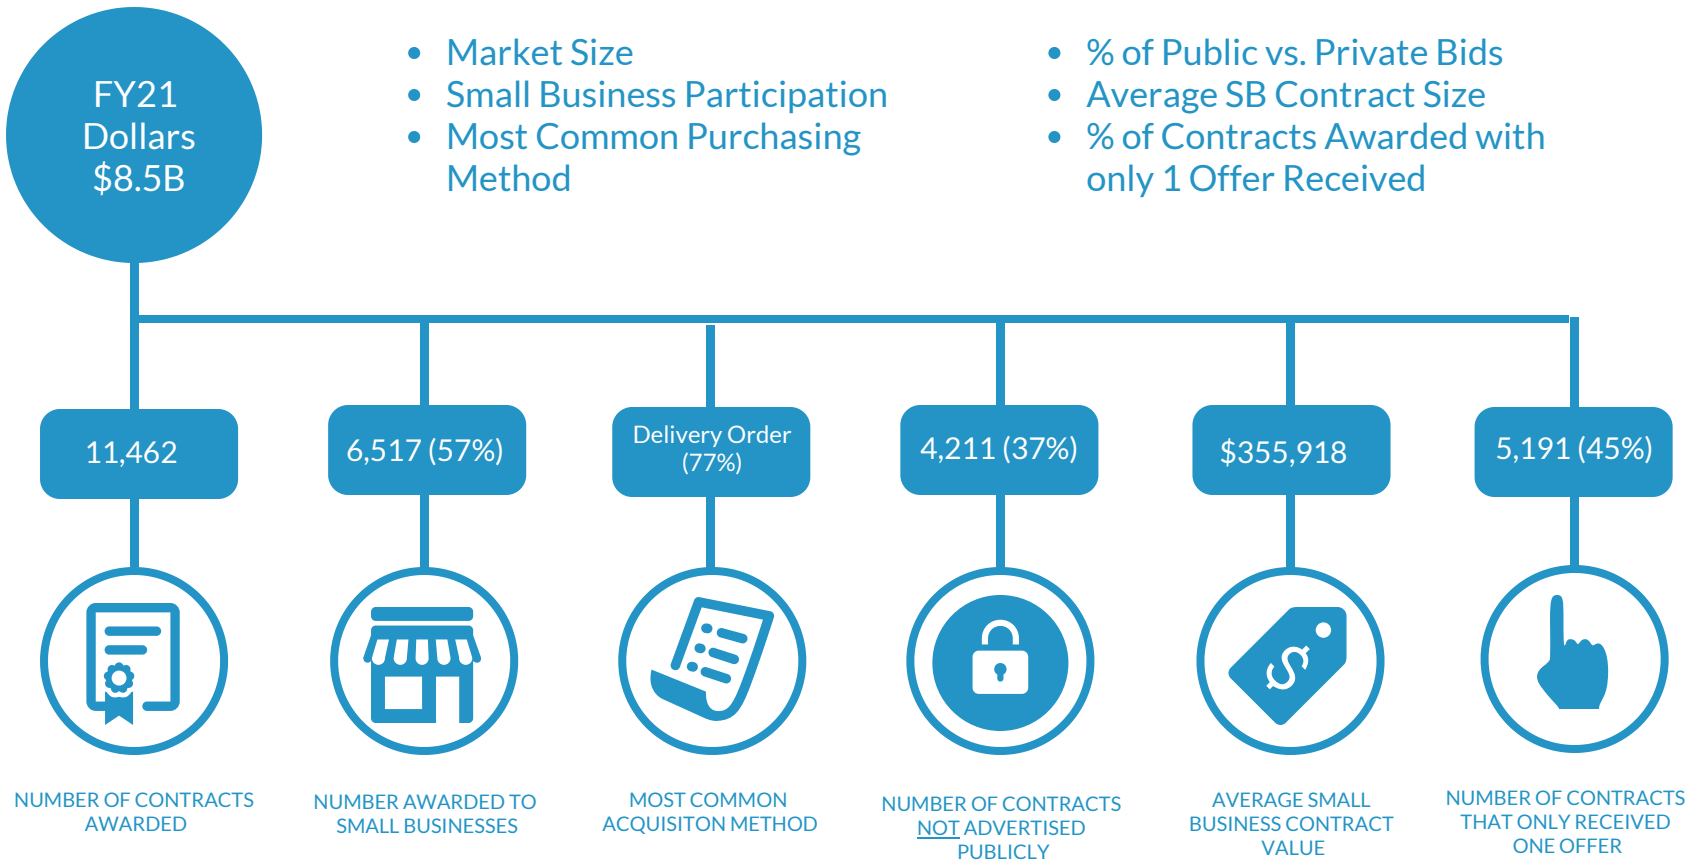 FY21
Dollars
$8.5B
• Market Size
• Small Business Participation
• Most Common Purchasing
Method
• % of Public vs. Private Bids
• Average SB Contract Size
• % of Contracts Awarded with
only 1 Offer Received
11,462
6,517 (57%)
Delivery Order
(77%)
4,211 (37%)
$355,918
5,191 (45%)
$
NUMBER OF CONTRACTS
AWARDED
NUMBER AWARDED TO
SMALL BUSINESSES
MOST COMMON
ACQUISITON METHOD
NUMBER OF CONTRACTS
NOT ADVERTISED
PUBLICLY
AVERAGE SMALL
BUSINESS CONTRACT
VALUE
NUMBER OF CONTRACTS
THAT ONLY RECEIVED
ONE OFFER